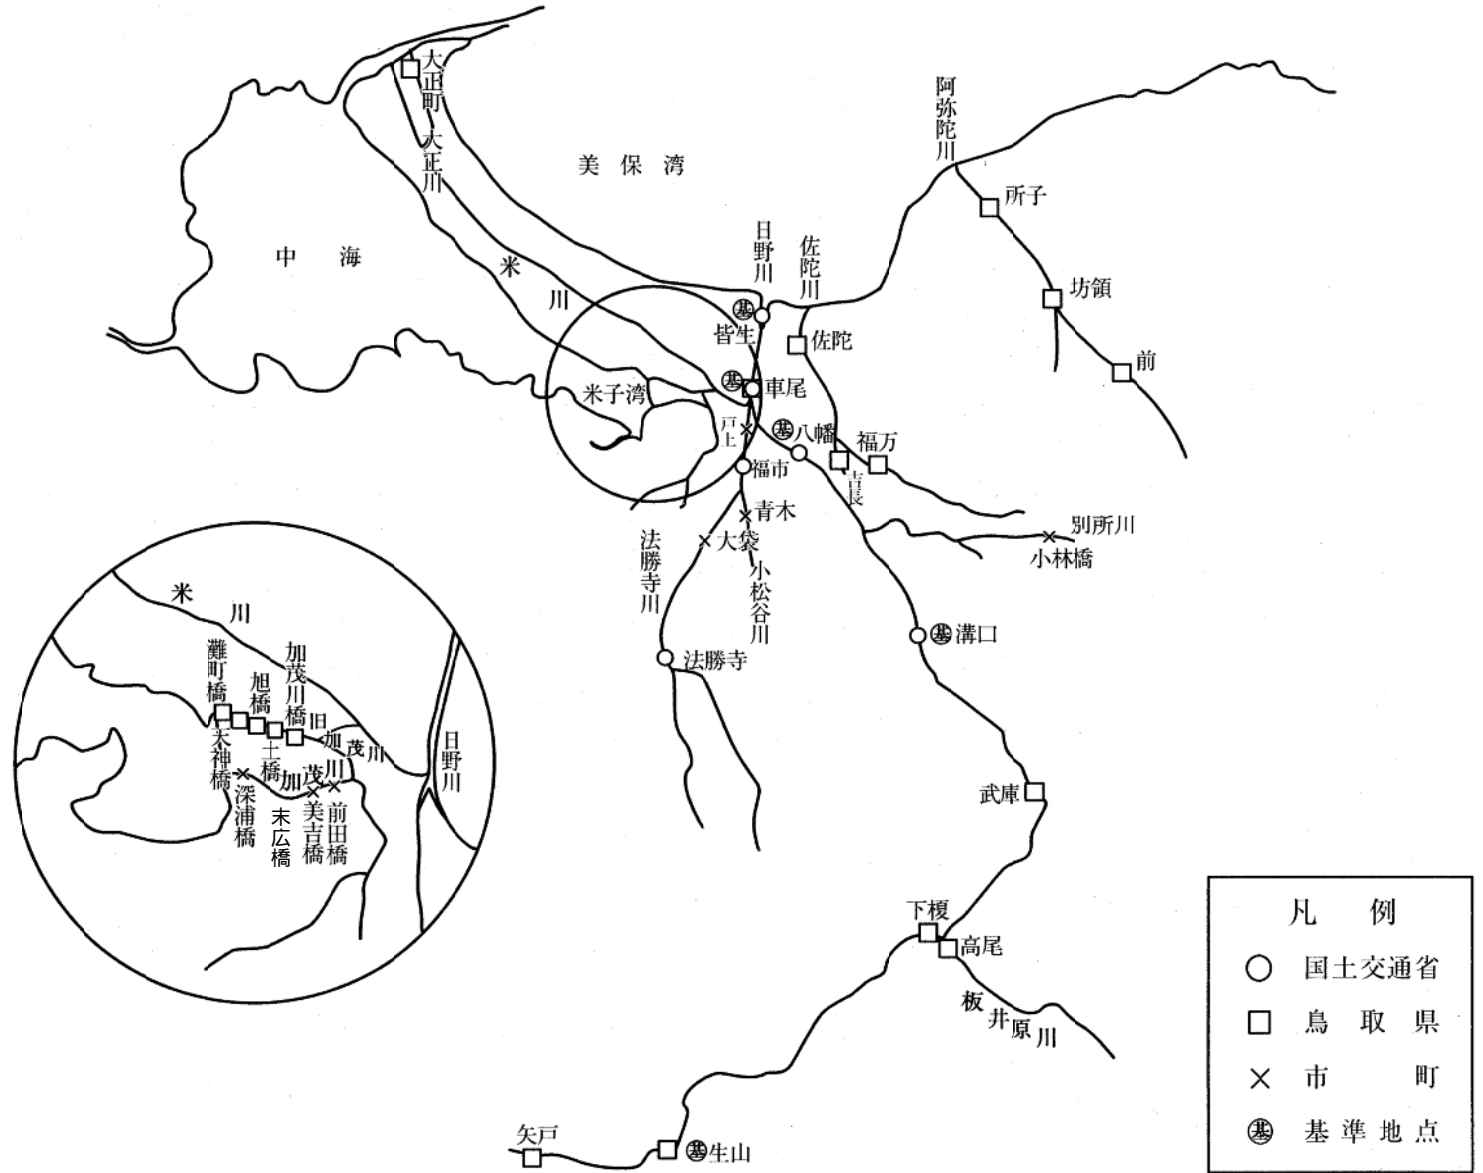 大正町
大正川
美保湾
阿弥陀川
所子
中海
米川
日野川
佐陀川
坊領
基
皆生
佐陀
前
基
車尾
米子湾
戸上
基
八幡
福万
福市
吉長
青木
別所川
大袋
小林橋
法勝寺川
小松谷川
基
溝口
法勝寺
米川
灘町橋
旭橋
加茂川橋
旧加茂川
天神橋
土橋
加茂川
日野川
深浦橋
末広橋
美吉橋
前田橋
武庫
下榎
高尾
板井原川
矢戸
基
生山
凡例
国土交通省
鳥取県
市町
基
基準地点